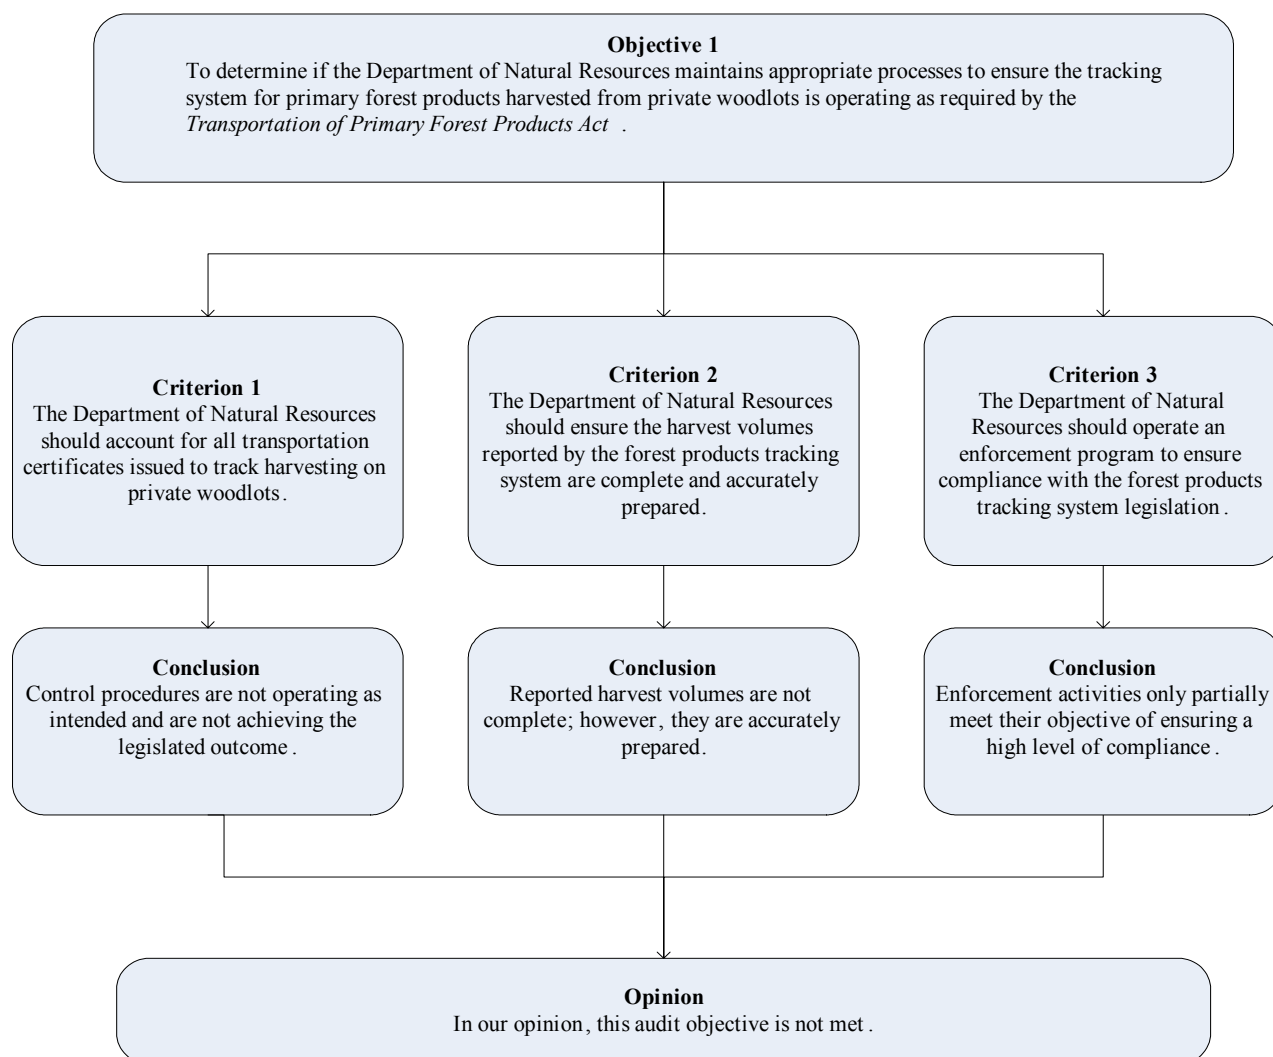 Objective 1
To determine if the Department of Natural Resources maintains appropriate processes to ensure the tracking
system for primary forest products harvested from private woodlots is operating as required by the
Transportation of Primary Forest Products Act .
Criterion 1
The Department of Natural Resources
should account for all transportation
certificates issued to track harvesting on
private woodlots.
Criterion 2
The Department of Natural Resources
should ensure the harvest volumes
reported by the forest products tracking
system are complete and accurately
prepared.
Criterion 3
The Department of Natural
Resources should operate an
enforcement program to ensure
compliance with the forest products
tracking system legislation .
Conclusion
Control procedures are not operating as
intended and are not achieving the
legislated outcome .
Conclusion
Reported harvest volumes are not
complete; however, they are accurately
prepared.
Conclusion
Enforcement activities only partially
meet their objective of ensuring a
high level of compliance .
Opinion
In our opinion, this audit objective is not met .